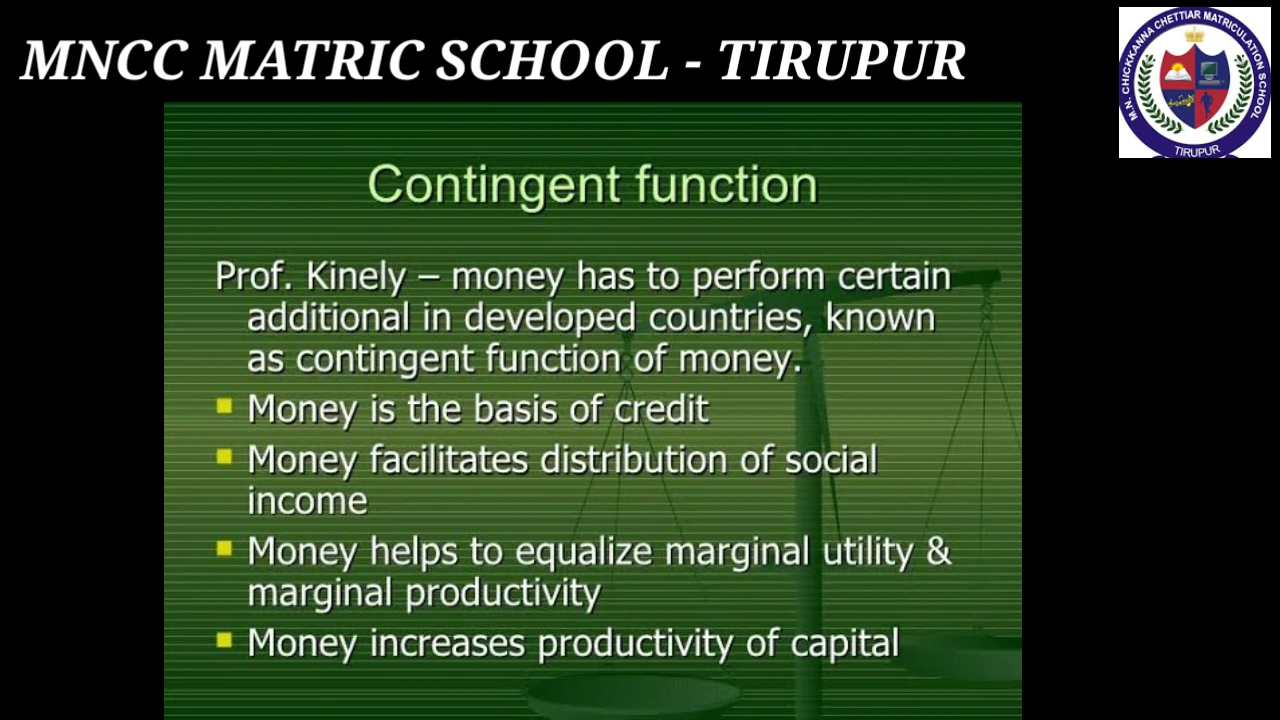 MNCC MATRIC SCHOOL - TIRUPUR
M.N. CHICKKANNA CHETTIAR MATRICULATION SCHOOL
TIRUPUR
Contingent function
Prof. Kinely – money has to perform certain
additional in developed countries, known
as contingent function of money.
Money is the basis of credit
Money facilitates distribution of social
income
Money helps to equalize marginal utility &
marginal productivity
Money increases productivity of capital